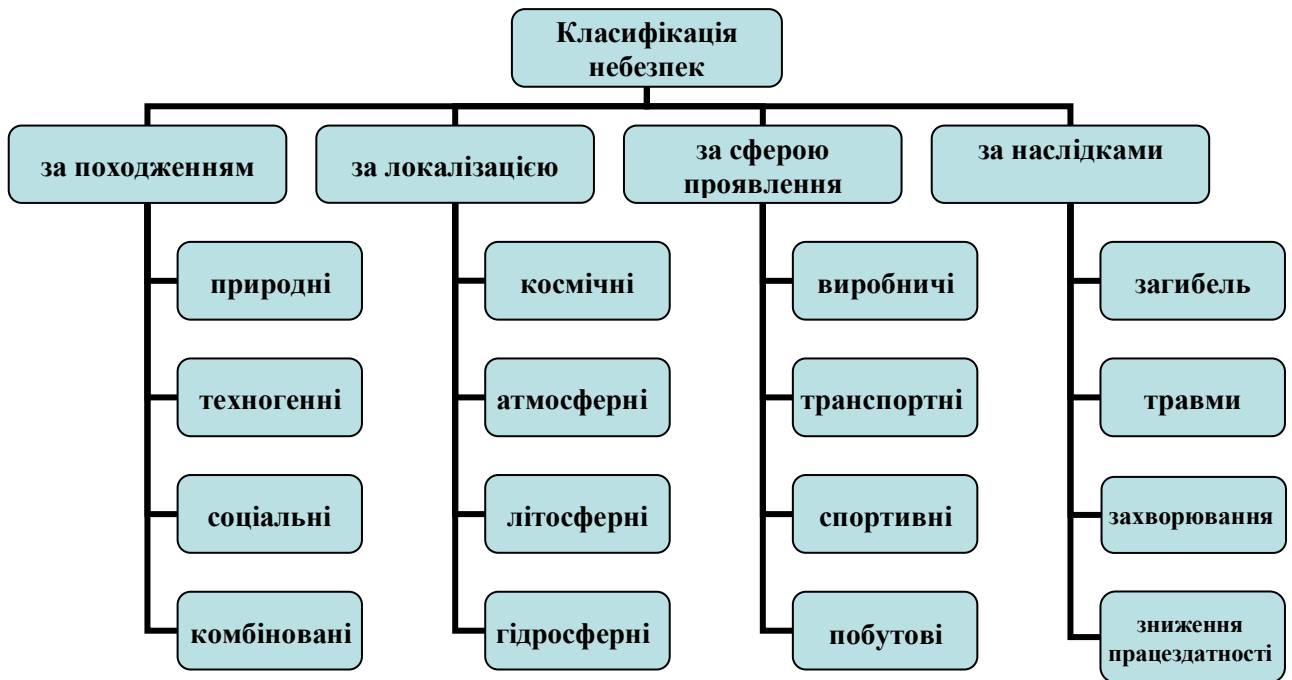 Класифікація
небезпек
за походженням
за локалізацією
за сферою
проявлення
за наслідками
природні
техногенні
соціальні
комбіновані
космічні
атмосферні
літосферні
гідросферні
виробничі
транспортні
спортивні
побутові
загибель
травми
захворювання
зниження
працездатності